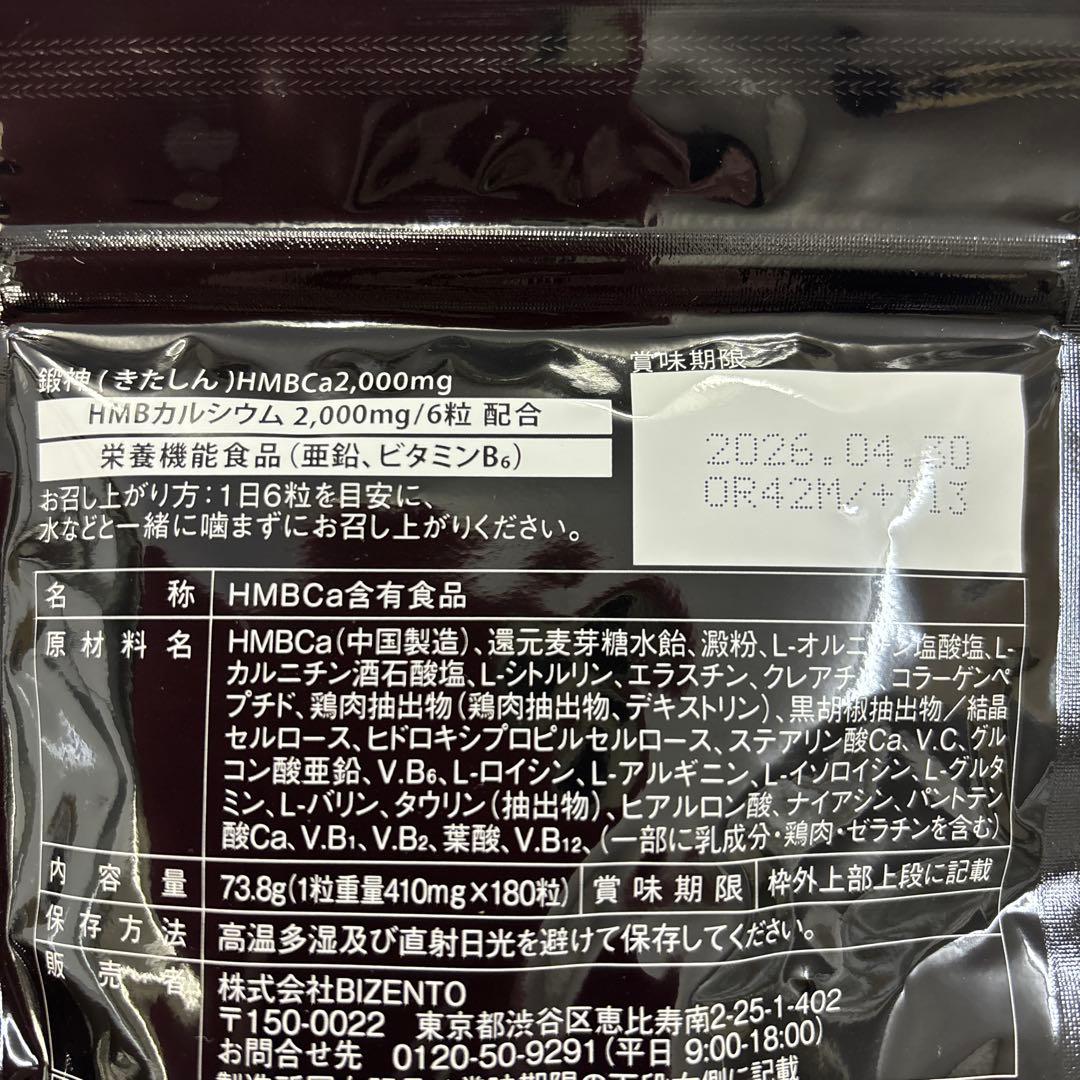 鍛神(きたしん)HMBCa2,000mg
HMBカルシウム 2,000mg/6粒 配合
栄養機能食品(亜鉛、ビタミンB₆)
お召し上がり方:1日6粒を目安に、
水などと一緒に噛まずにお召し上がりください。
賞味期限
2026.04.30
名称 HMBCa含有食品
原材料名 HMBCa(中国製造)、還元麦芽糖水飴、澱粉、L-オルニチン塩酸塩、L-
カルニチン酒石酸塩、L-シトルリン、エラスチン、クレアチン、コラーゲンペ
プチド、鶏肉抽出物(鶏肉抽出物、デキストリン)、黒胡椒抽出物/結晶
セルロース、ヒドロキシプロピルセルロース、ステアリン酸Ca、V.C、グル
コン酸亜鉛、V.B₆、L-ロイシン、L-アルギニン、L-イソロイシン、L-グルタ
ミン、L-バリン、タウリン(抽出物)、ヒアルロン酸、ナイアシン、パントテン
酸Ca、V.B₁、V.B₂、葉酸、V.B₁₂、(一部に乳成分・鶏肉・ゼラチンを含む)
内容量 73.8g(1粒重量410mg×180粒) 賞味期限 枠外上部上段に記載
保存方法 高温多湿及び直射日光を避けて保存してください。
販売者 株式会社BIZENTO
〒150-0022 東京都渋谷区恵比寿南2-25-1-402
お問合せ先 0120-50-9291(平日 9:00-18:00)